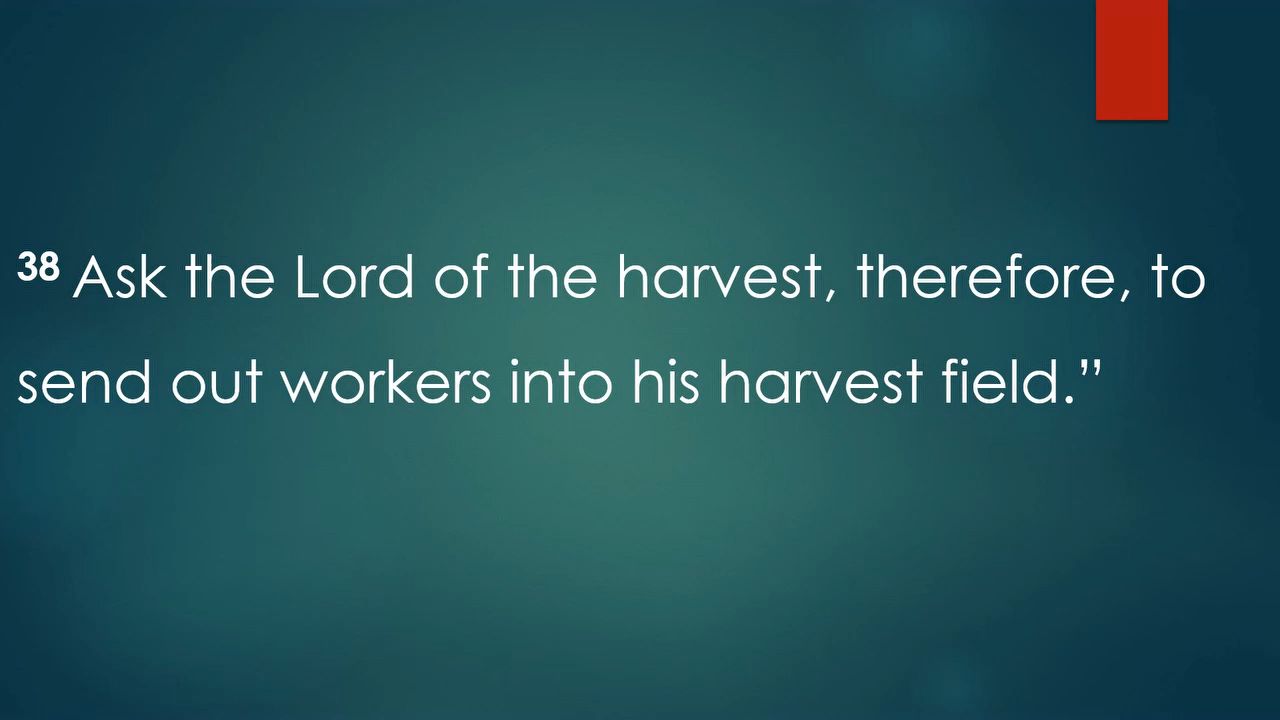 38 Ask the Lord of the harvest, therefore, to
send out workers into his harvest field.”